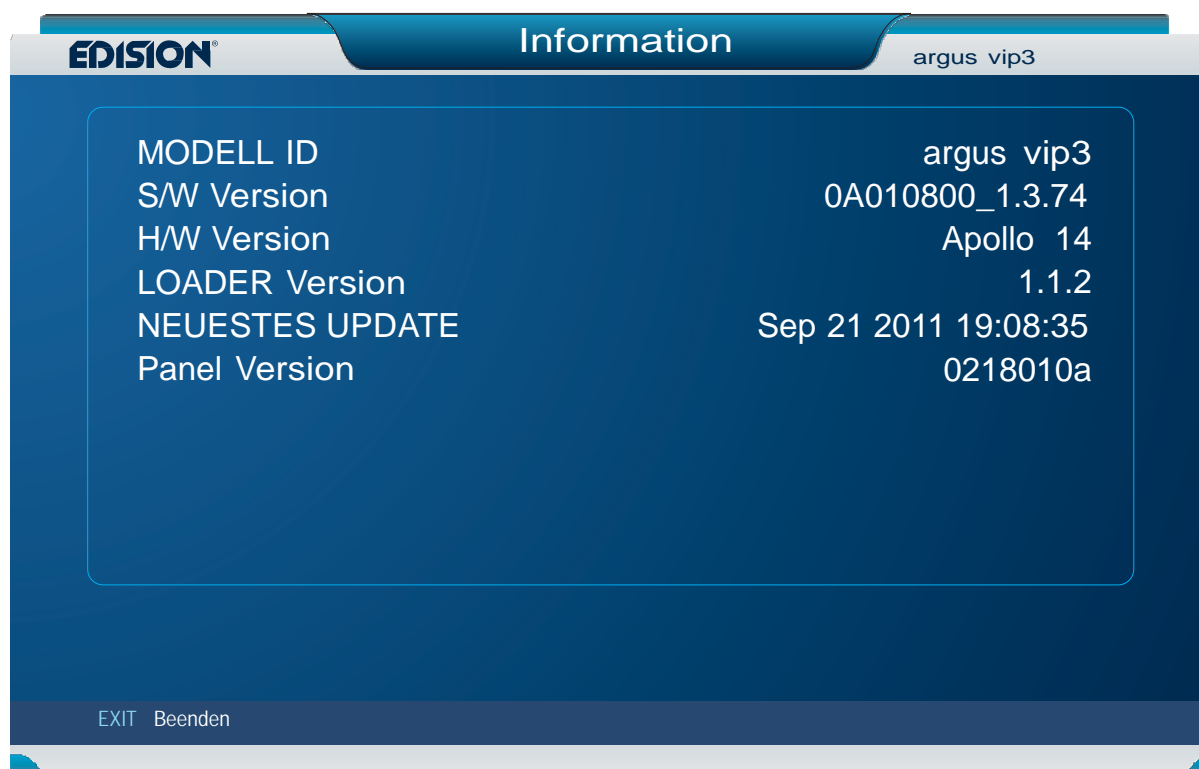 EDISION®
Information
argus vip3
MODELL ID argus vip3
S/W Version 0A010800_1.3.74
H/W Version Apollo 14
LOADER Version 1.1.2
NEUESTES UPDATE Sep 21 2011 19:08:35
Panel Version 0218010a
EXIT Beenden